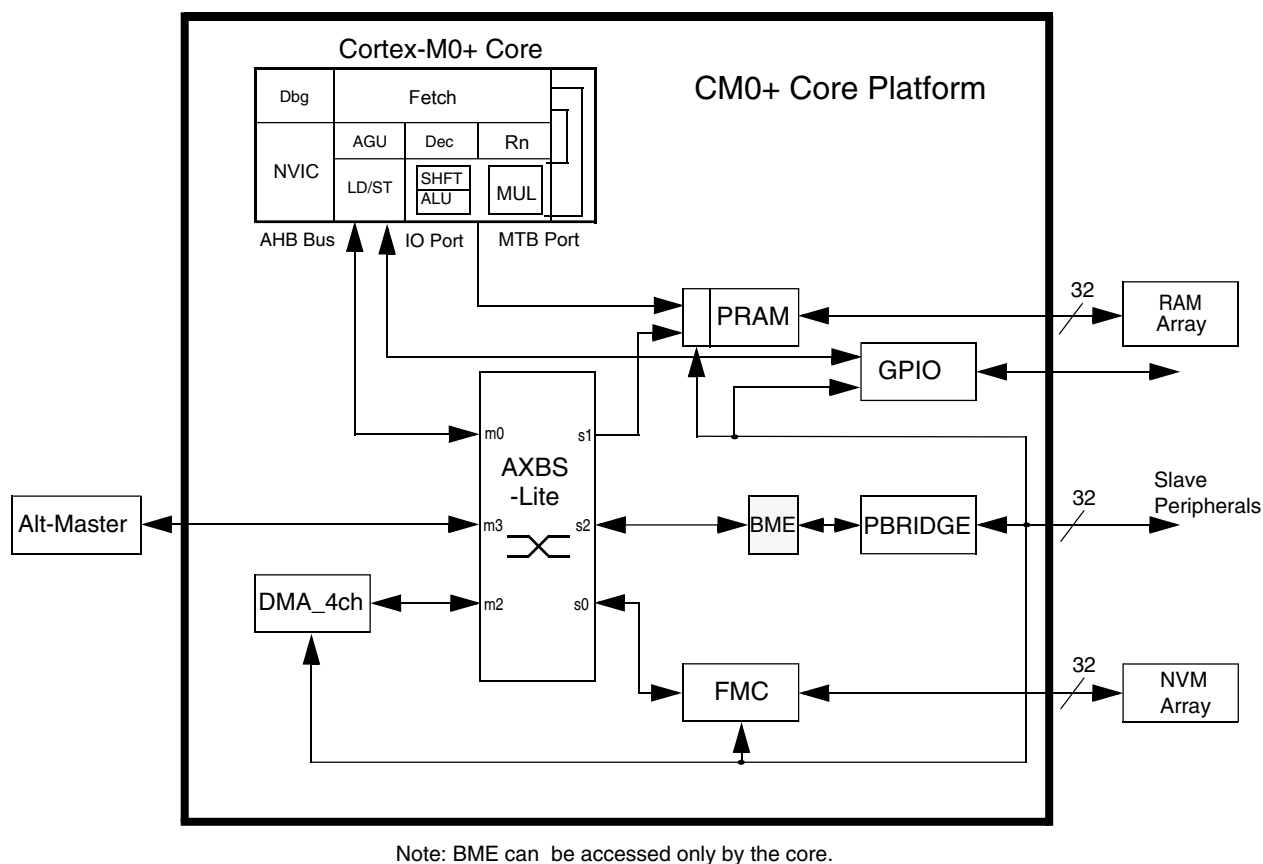 Cortex-M0+ Core
CM0+ Core Platform
Dbg
Fetch
AGU
Dec
Rn
NVIC
LD/ST
SHFT
ALU
MUL
AHB Bus
IO Port
MTB Port
PRAM
32
RAM
Array
GPIO
m0
s1
AXBS
-Lite
Alt-Master
m3
s2
BME
PBRIDGE
32
Slave
Peripherals
DMA_4ch
m2
s0
FMC
32
NVM
Array
Note: BME can  be accessed only by the core.